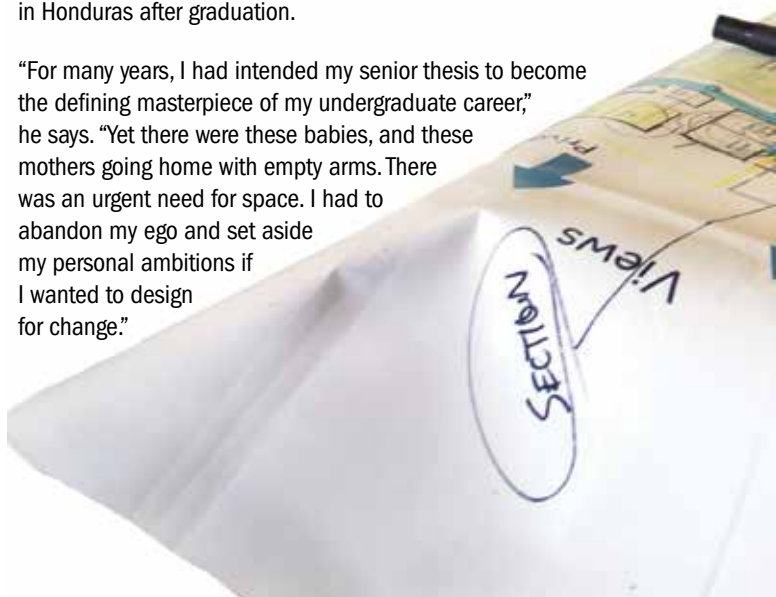 in Honduras after graduation.
“For many years, I had intended my senior thesis to become
the defining masterpiece of my undergraduate career,”
he says. “Yet there were these babies, and these
mothers going home with empty arms. There
was an urgent need for space. I had to
abandon my ego and set aside
my personal ambitions if
I wanted to design
for change.”
Views
SECTION